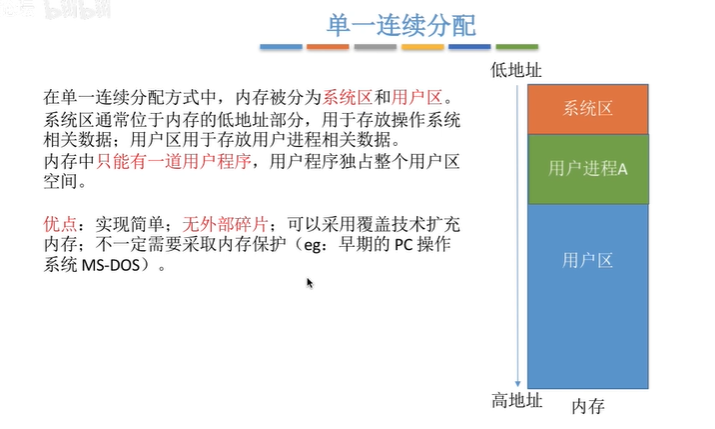 bilibili
单一连续分配
在单一连续分配方式中，内存被分为系统区和用户区。
系统区通常位于内存的低地址部分，用于存放操作系统
相关数据；用户区用于存放用户进程相关数据。
内存中只能有一道用户程序，用户程序独占整个用户区
空间。
优点：实现简单；无外部碎片；可以采用覆盖技术扩充
内存；不一定需要采取内存保护（eg：早期的 PC 操作
系统 MS-DOS）。
低地址
系统区
用户进程A
用户区
高地址
内存